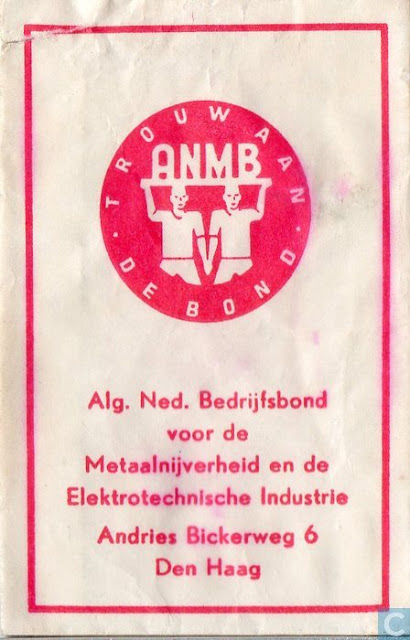 TROUW AAN
ANMB
DE BOND
Alg. Ned. Bedrijfsbond
voor de
Metaalnijverheid en de
Elektrotechnische Industrie
Andries Bickerweg 6
Den Haag
C